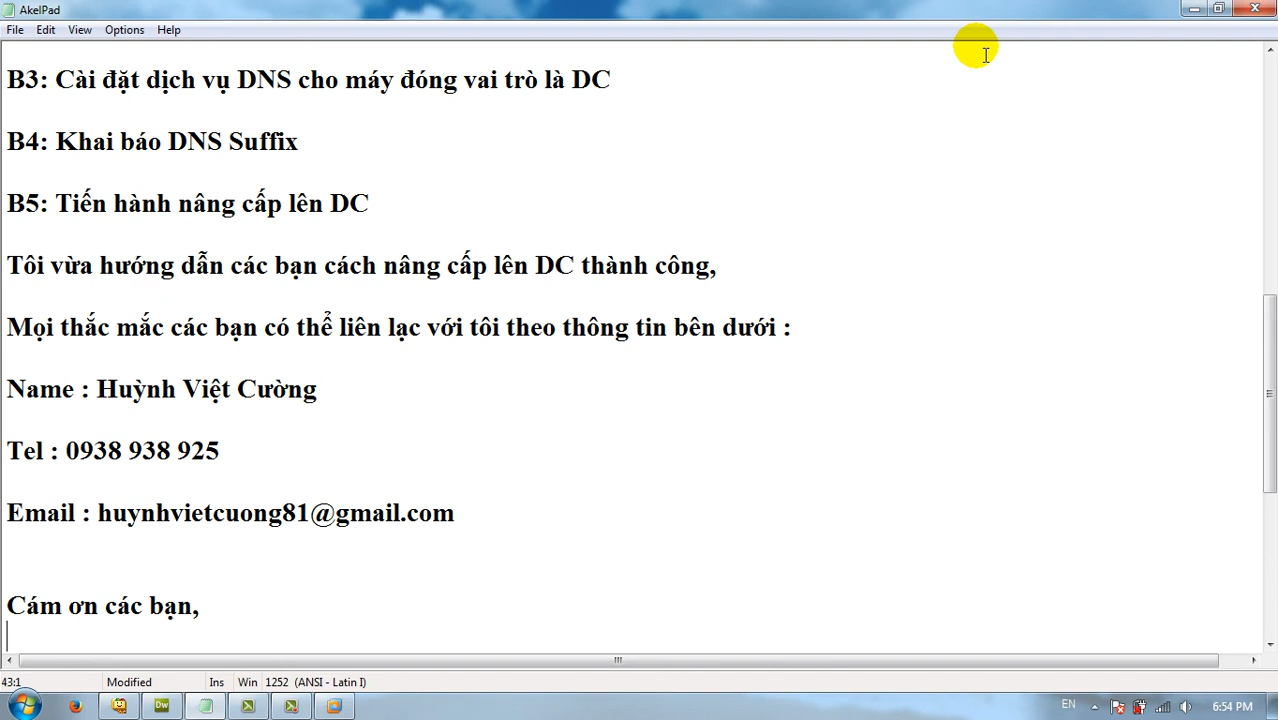 AkelPad
File Edit View Options Help
B3: Cài đặt dịch vụ DNS cho máy đóng vai trò là DC
B4: Khai báo DNS Suffix
B5: Tiến hành nâng cấp lên DC
Tôi vừa hướng dẫn các bạn cách nâng cấp lên DC thành công,
Mọi thắc mắc các bạn có thể liên lạc với tôi theo thông tin bên dưới :
Name : Huỳnh Việt Cường
Tel : 0938 938 925
Email : huynhvietcuong81@gmail.com
Cám ơn các bạn,
43:1 Modified Ins Win 1252 (ANSI - Latin I)
Dw EN 6:54 PM